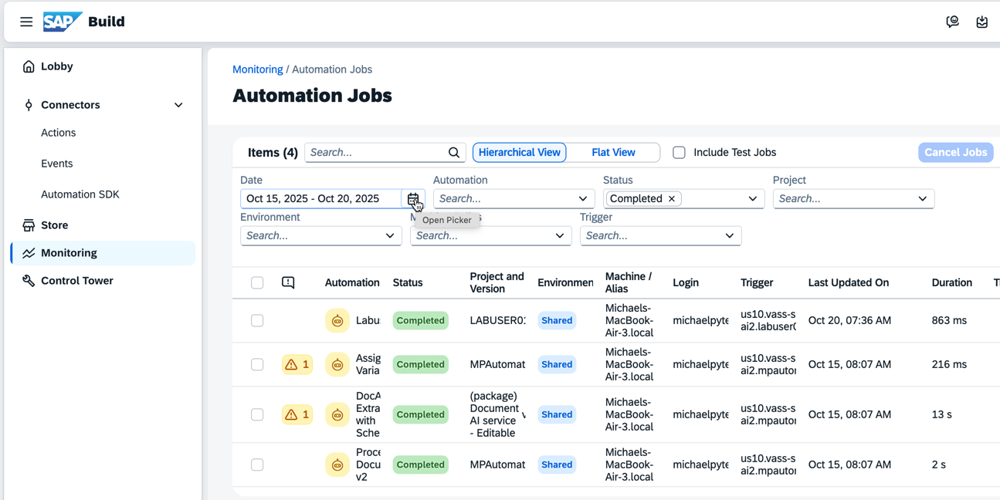 SAP Build
Lobby
Connectors
Actions
Events
Automation SDK
Store
Monitoring
Control Tower
Monitoring / Automation Jobs
Automation Jobs
Items (4)
Search...
Hierarchical View
Flat View
Include Test Jobs
Cancel Jobs
Date
Automation
Status
Project
Oct 15, 2025 - Oct 20, 2025
Search...
Completed
Search...
Environment
Trigger
Open Picker
Search...
Search...
Search...
Automation
Status
Project and
Version
Environmen
Machine /
Alias
Login
Trigger
Last Updated On
Duration
Labu
Completed
LABUSER01
Shared
Michaels-
MacBook-
Air-3.local
michaelpyte
us10.vass-s
ai2.labuser0
Oct 20, 07:36 AM
863 ms
1
Assig
Varia
Completed
MPAutomat
Shared
Michaels-
MacBook-
Air-3.local
michaelpyte
us10.vass-s
ai2.mpautor
Oct 15, 08:07 AM
216 ms
1
DocA
Extra
with
Sche
Completed
(package)
Document
AI service
- Editable
Shared
Michaels-
MacBook-
Air-3.local
michaelpyte
us10.vass-s
ai2.mpautor
Oct 15, 08:07 AM
13 s
Proce
Docu
v2
Completed
MPAutomat
Shared
Michaels-
MacBook-
Air-3.local
michaelpyte
us10.vass-s
ai2.mpautor
Oct 15, 08:07 AM
2 s